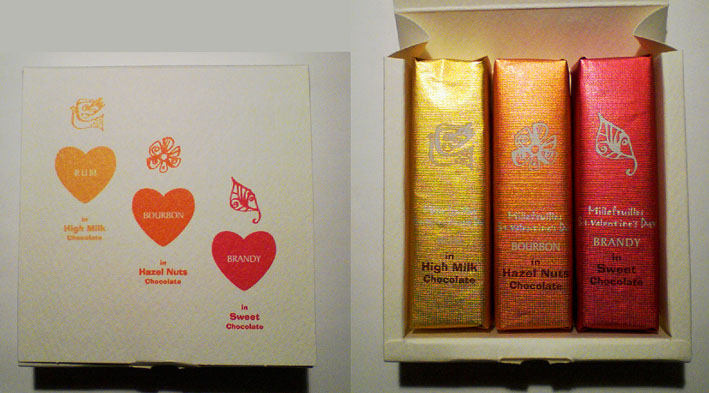 RUM
in
High Milk
Chocolate
BOURBON
in
Hazel Nuts
Chocolate
BRANDY
in
Sweet
Chocolate
in
High Milk
Chocolate
Millefeuilles
St.Valentine's Day
BOURBON
in
Hazel Nuts
Chocolate
Millefeuilles
St.Valentine's Day
BRANDY
in
Sweet
Chocolate